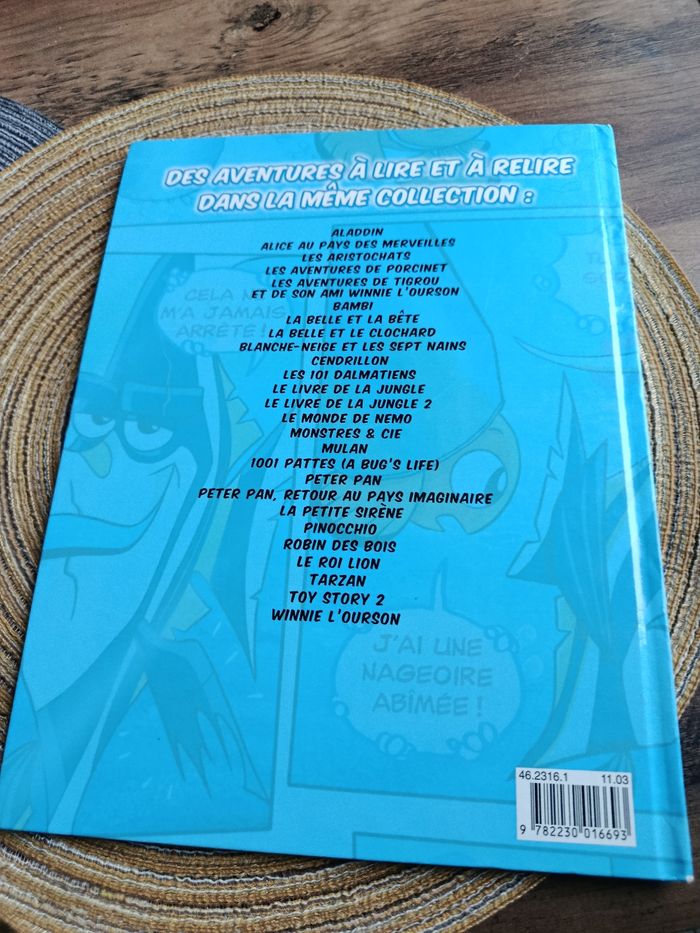 DES AVENTURES À LIRE ET À RELIRE
DANS LA MÊME COLLECTION :
ALADDIN
ALICE AU PAYS DES MERVEILLES
LES ARISTOCHATS
LES AVENTURES DE PORCINET
LES AVENTURES DE TIGROU
ET DE SON AMI WINNIE L'OURSON
BAMBI
LA BELLE ET LA BÊTE
LA BELLE ET LE CLOCHARD
BLANCHE-NEIGE ET LES SEPT NAINS
CENDRILLON
LES 101 DALMATIENS
LE LIVRE DE LA JUNGLE
LE LIVRE DE LA JUNGLE 2
LE MONDE DE NEMO
MONSTRES & CIE
MULAN
1001 PATTES (A BUG'S LIFE)
PETER PAN
PETER PAN, RETOUR AU PAYS IMAGINAIRE
LA PETITE SIRÈNE
PINOCCHIO
ROBIN DES BOIS
LE ROI LION
TARZAN
TOY STORY 2
WINNIE L'OURSON
CELA
M'A JAMAIS
ARRÊTÉ !
J'AI UNE
NAGEOIRE
ABÎMÉE !
46.2316.1 11.03
9 782230 016693